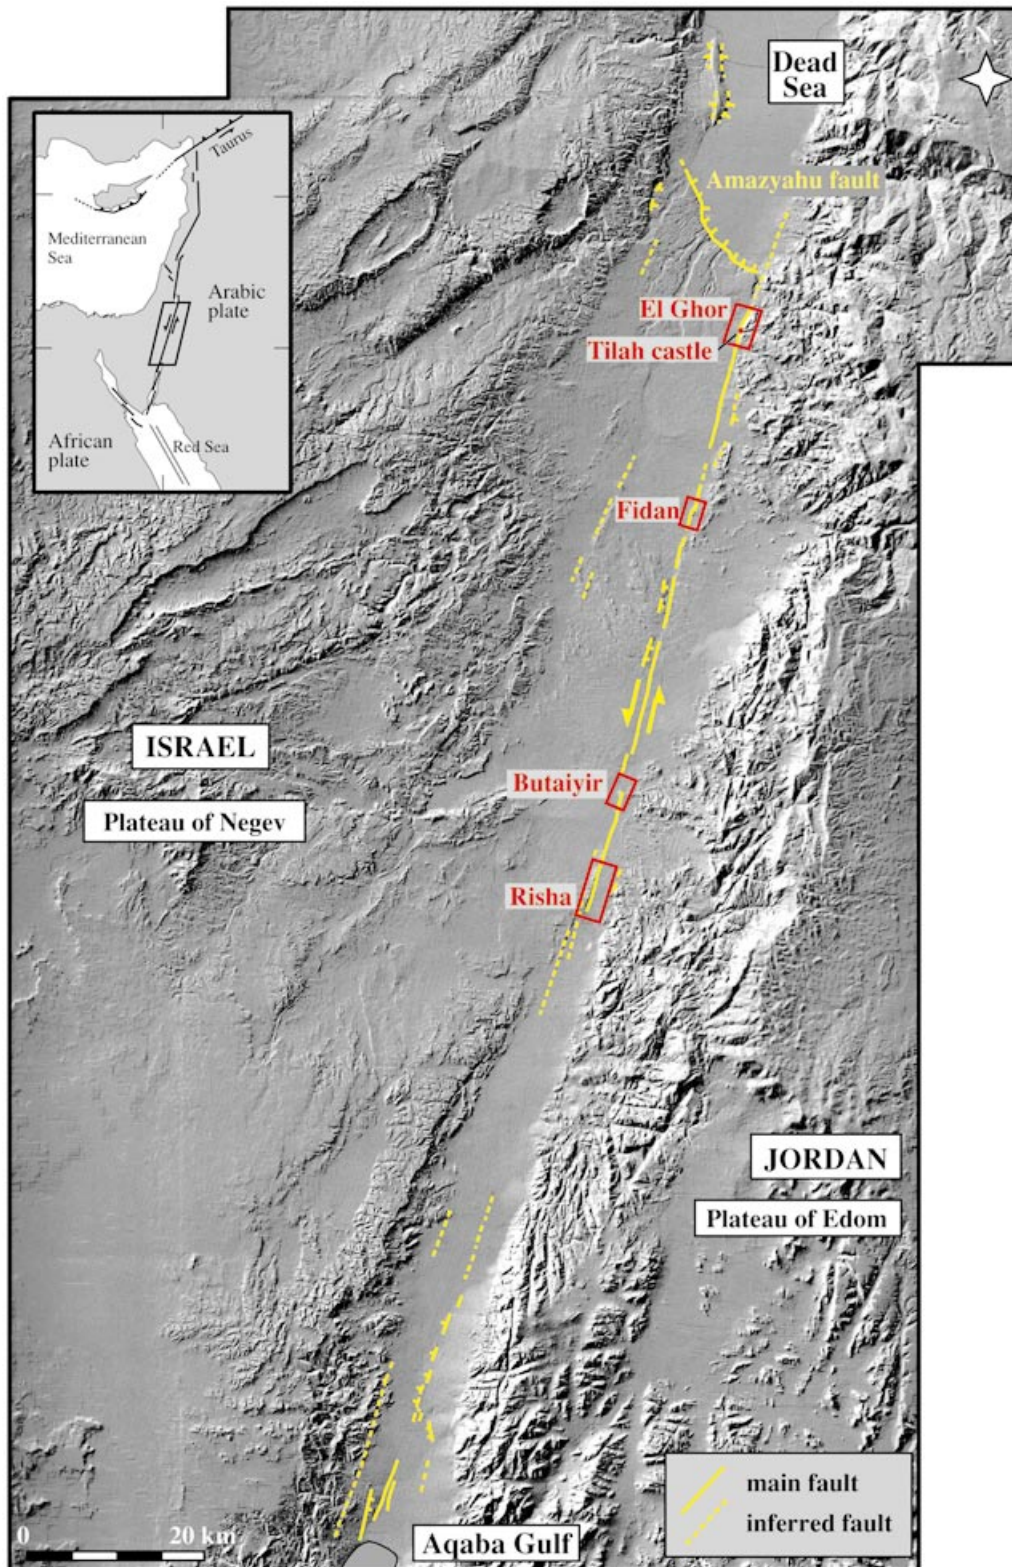 Dead
Sea
N
Amazyahu fault
Taurus
Mediterranean
Sea
Arabic
plate
African
plate
Red Sea
El Ghor
Tilah castle
Fidan
ISRAEL
Plateau of Negev
Butaiyir
Risha
JORDAN
Plateau of Edom
main fault
inferred fault
0 20 km
Aqaba Gulf